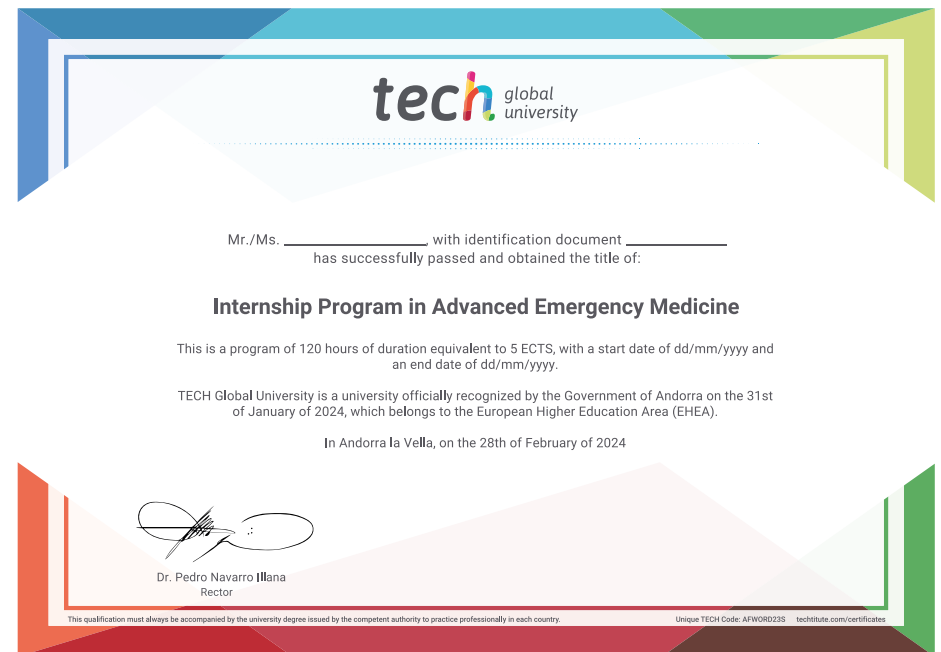 tech global university
Mr./Ms. ____________, with identification document ____________
has successfully passed and obtained the title of:
Internship Program in Advanced Emergency Medicine
This is a program of 120 hours of duration equivalent to 5 ECTS, with a start date of dd/mm/yyyy and
an end date of dd/mm/yyyy.
TECH Global University is a university officially recognized by the Government of Andorra on the 31st
of January of 2024, which belongs to the European Higher Education Area (EHEA).
In Andorra la Vella, on the 28th of February of 2024
Dr. Pedro Navarro Illana
Rector
This qualification must always be accompanied by the university degree issued by the competent authority to practice professionally in each country.
Unique TECH Code: AFWORD23S techtitute.com/certificates